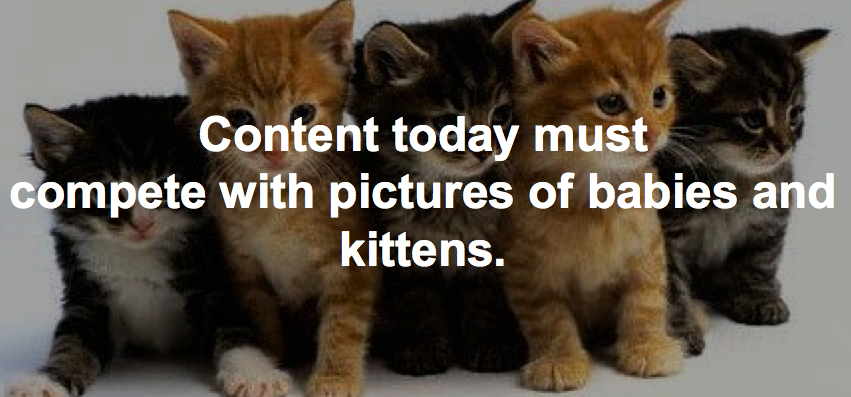 Content today must
compete with pictures of babies and
kittens.